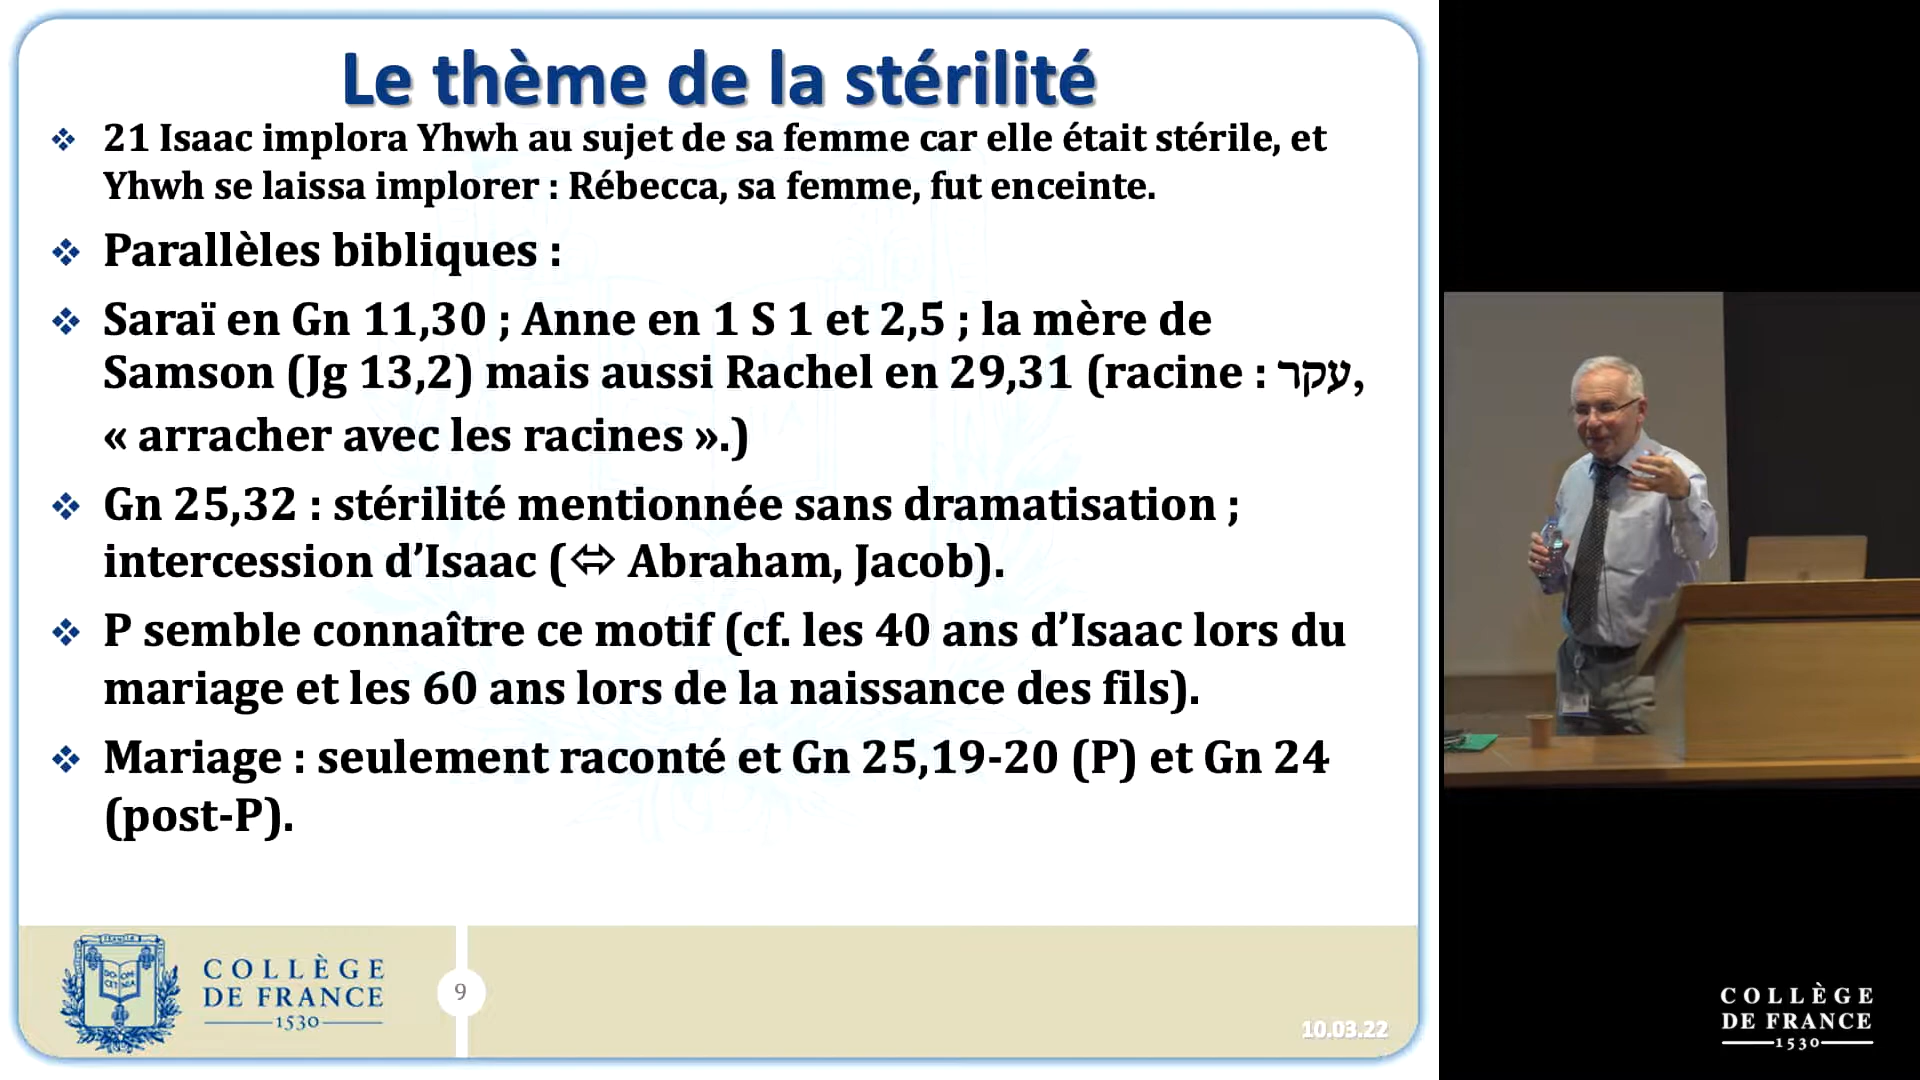 Le thème de la stérilité
❖ 21 Isaac implora Yhwh au sujet de sa femme car elle était stérile, et
Yhwh se laissa implorer : Rébecca, sa femme, fut enceinte.
❖ Parallèles bibliques :
❖ Saraï en Gn 11,30 ; Anne en 1 S 1 et 2,5 ; la mère de
Samson (Jg 13,2) mais aussi Rachel en 29,31 (racine : עקר,
« arracher avec les racines ».)
❖ Gn 25,32 : stérilité mentionnée sans dramatisation ;
intercession d’Isaac (⇔ Abraham, Jacob).
❖ P semble connaître ce motif (cf. les 40 ans d’Isaac lors du
mariage et les 60 ans lors de la naissance des fils).
❖ Mariage : seulement raconté et Gn 25,19-20 (P) et Gn 24
(post-P).
COLLÈGE
DE FRANCE
1530
9
10.03.22
COLLÈGE
DE FRANCE
1530